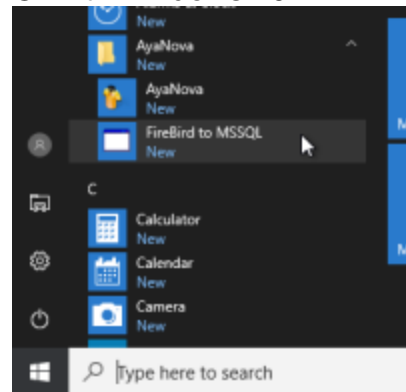 New
AyaNova
New
AyaNova
New
FireBird to MSSQL
New
C
Calculator
New
Calendar
New
Camera
New
Type here to search